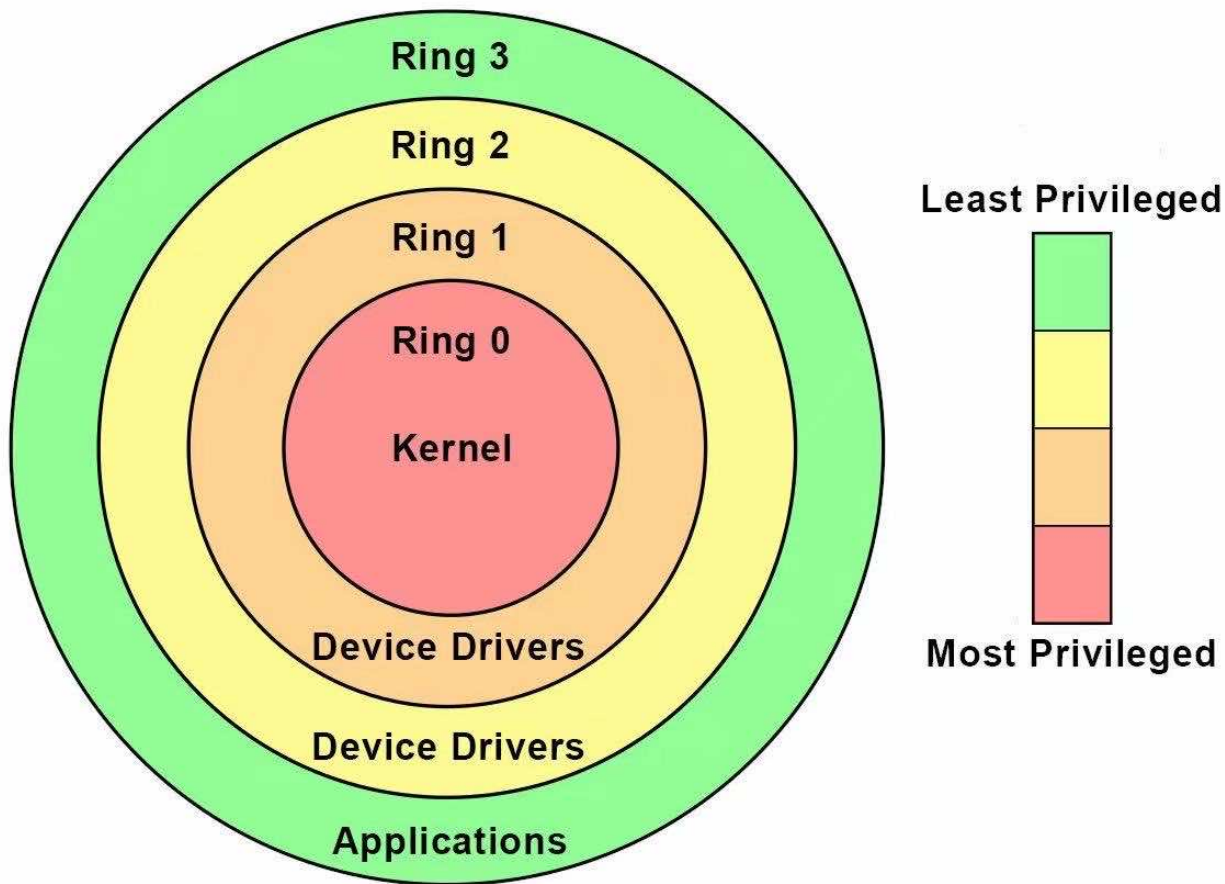 Ring 3
Ring 2
Ring 1
Ring 0
Kernel
Device Drivers
Device Drivers
Applications
Least Privileged
Most Privileged